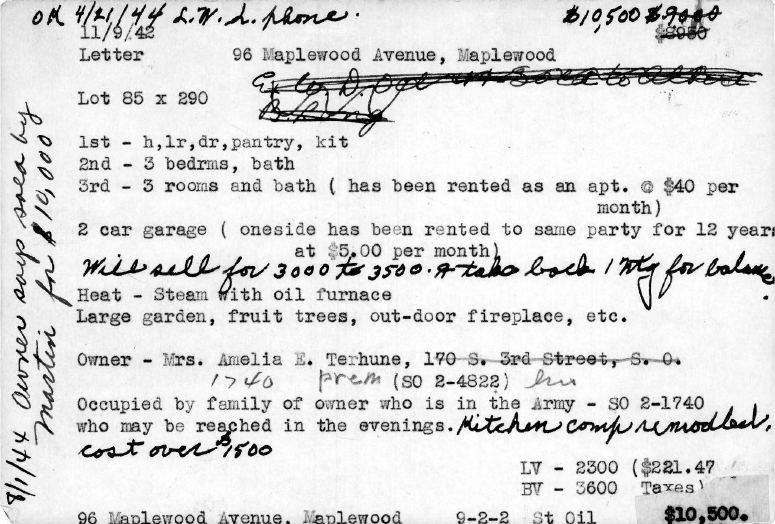 OK 4/21/44 L.W.L. phone. $10,500 $9000
11/9/42 $8950
Letter 96 Maplewood Avenue, Maplewood
Lot 85 x 290
1st - h,lr,dr,pantry, kit
2nd - 3 bedrms, bath
3rd - 3 rooms and bath ( has been rented as an apt. @ $40 per
month)
2 car garage ( oneside has been rented to same party for 12 years
at $5.00 per month)
Will sell for 3000 to 3500. & take back 1 Mtg for balance.
Heat - Steam with oil furnace
Large garden, fruit trees, out-door fireplace, etc.
Owner - Mrs. Amelia E. Terhune, 170 S. 3rd Street, S. O.
1740 prem (SO 2-4822)
Occupied by family of owner who is in the Army - SO 2-1740
who may be reached in the evenings. Kitchen comp remodled,
cost over $1500
LV - 2300 ($221.47
BV - 3600 Taxes)
96 Maplewood Avenue, Maplewood 9-2-2 St Oil $10,500.
8/1/44 Owner says sold by
Martin for $10,000